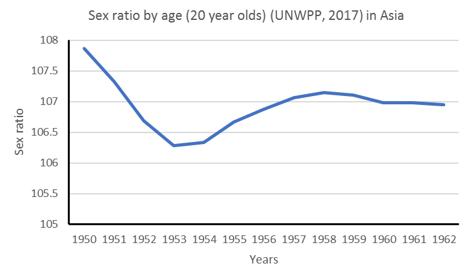 Sex ratio by age (20 year olds) (UNWPP, 2017) in Asia
108
107.5
107
106.5
106
105.5
105
Sex ratio
1950 1951 1952 1953 1954 1955 1956 1957 1958 1959 1960 1961 1962
Years